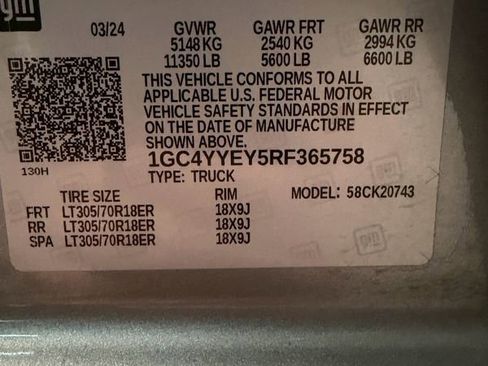 gm
03/24 GVWR GAWR FRT GAWR RR
5148 KG 2540 KG 2994 KG
11350 LB 5600 LB 6600 LB
THIS VEHICLE CONFORMS TO ALL
APPLICABLE U.S. FEDERAL MOTOR
VEHICLE SAFETY STANDARDS IN EFFECT
ON THE DATE OF MANUFACTURE
SHOWN ABOVE.
1GC4YYEY5RF365758
130H
TYPE: TRUCK
TIRE SIZE RIM MODEL: 58CK20743
FRT LT305/70R18ER 18X9J
RR LT305/70R18ER 18X9J
SPA LT305/70R18ER 18X9J